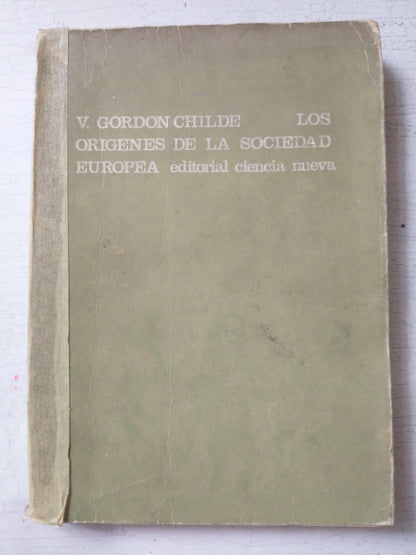 V. GORDON CHILDE LOS
ORIGENES DE LA SOCIEDAD
EUROPEA editorial ciencia nueva